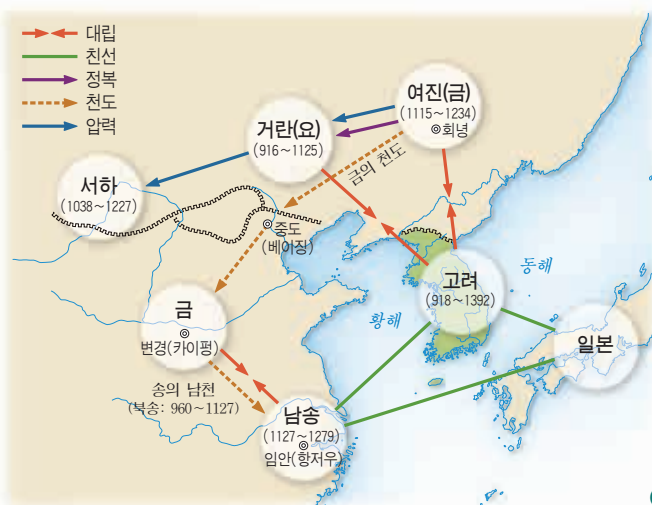 대립
친선
정복
천도
압력
여진(금)
(1115~1234)
회녕
거란(요)
(916~1125)
금의 천도
서하
(1038~1227)
중도
(베이징)
고려
(918~1392)
동해
황해
금
변경(카이펑)
일본
송의 남천
(북송: 960~1127)
남송
(1127~1279)
임안(항저우)